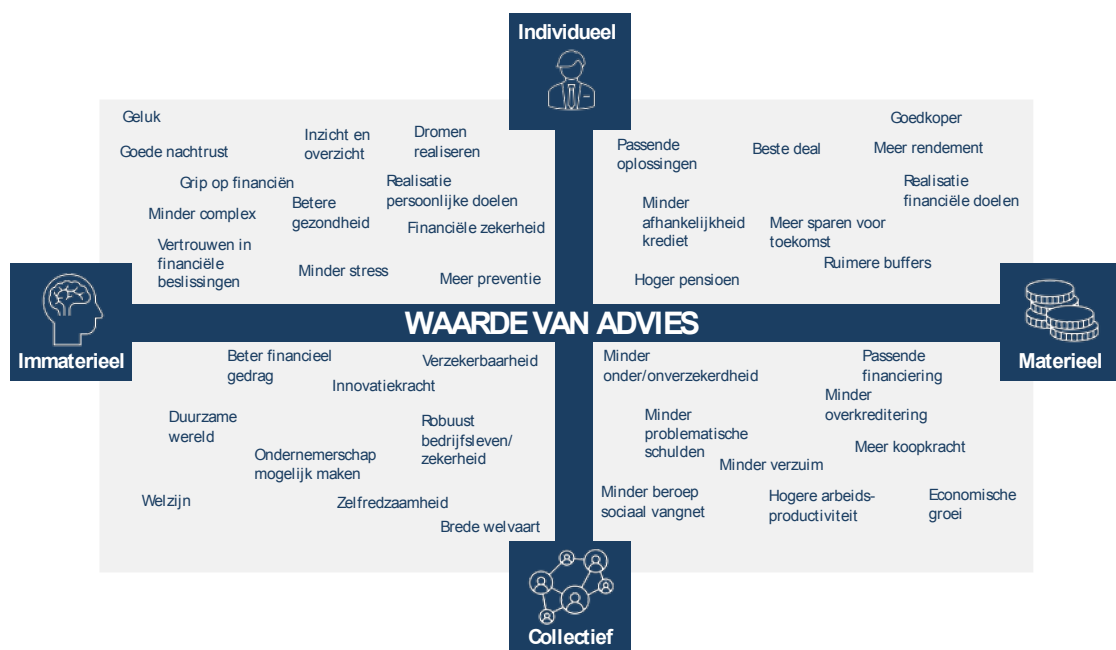 Individueel
Geluk
Goede nachtrust
Inzicht en
overzicht
Dromen
realiseren
Grip op financiën
Realisatie
persoonlijke doelen
Minder complex
Betere
gezondheid
Financiële zekerheid
Vertrouwen in
financiële
beslissingen
Minder stress
Meer preventie
Goedkoper
Passende
oplossingen
Beste deal
Meer rendement
Realisatie
financiële doelen
Minder
afhankelijkheid
krediet
Meer sparen voor
toekomst
Ruimere buffers
Hoger pensioen
Immaterieel
WAARDE VAN ADVIES
Materieel
Beter financieel
gedrag
Verzekerbaarheid
Innovatiekracht
Duurzame
wereld
Robuust
bedrijfsleven/
zekerheid
Ondernemerschap
mogelijk maken
Welzijn
Zelfredzaamheid
Brede welvaart
Minder
onder/onverzekerdheid
Passende
financiering
Minder
overkreditering
Minder
problematische
schulden
Meer koopkracht
Minder verzuim
Minder beroep
sociaal vangnet
Hogere arbeids-
productiviteit
Economische
groei
Collectief